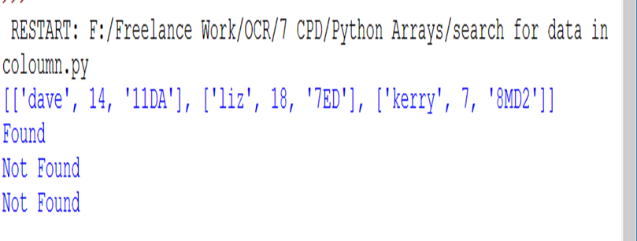 RESTART: F:/Freelance Work/OCR/7 CPD/Python Arrays/search for data in
coloumn.py
[['dave', 14, '11DA'], ['liz', 18, '7ED'], ['kerry', 7, '8MD2']]
Found
Not Found
Not Found